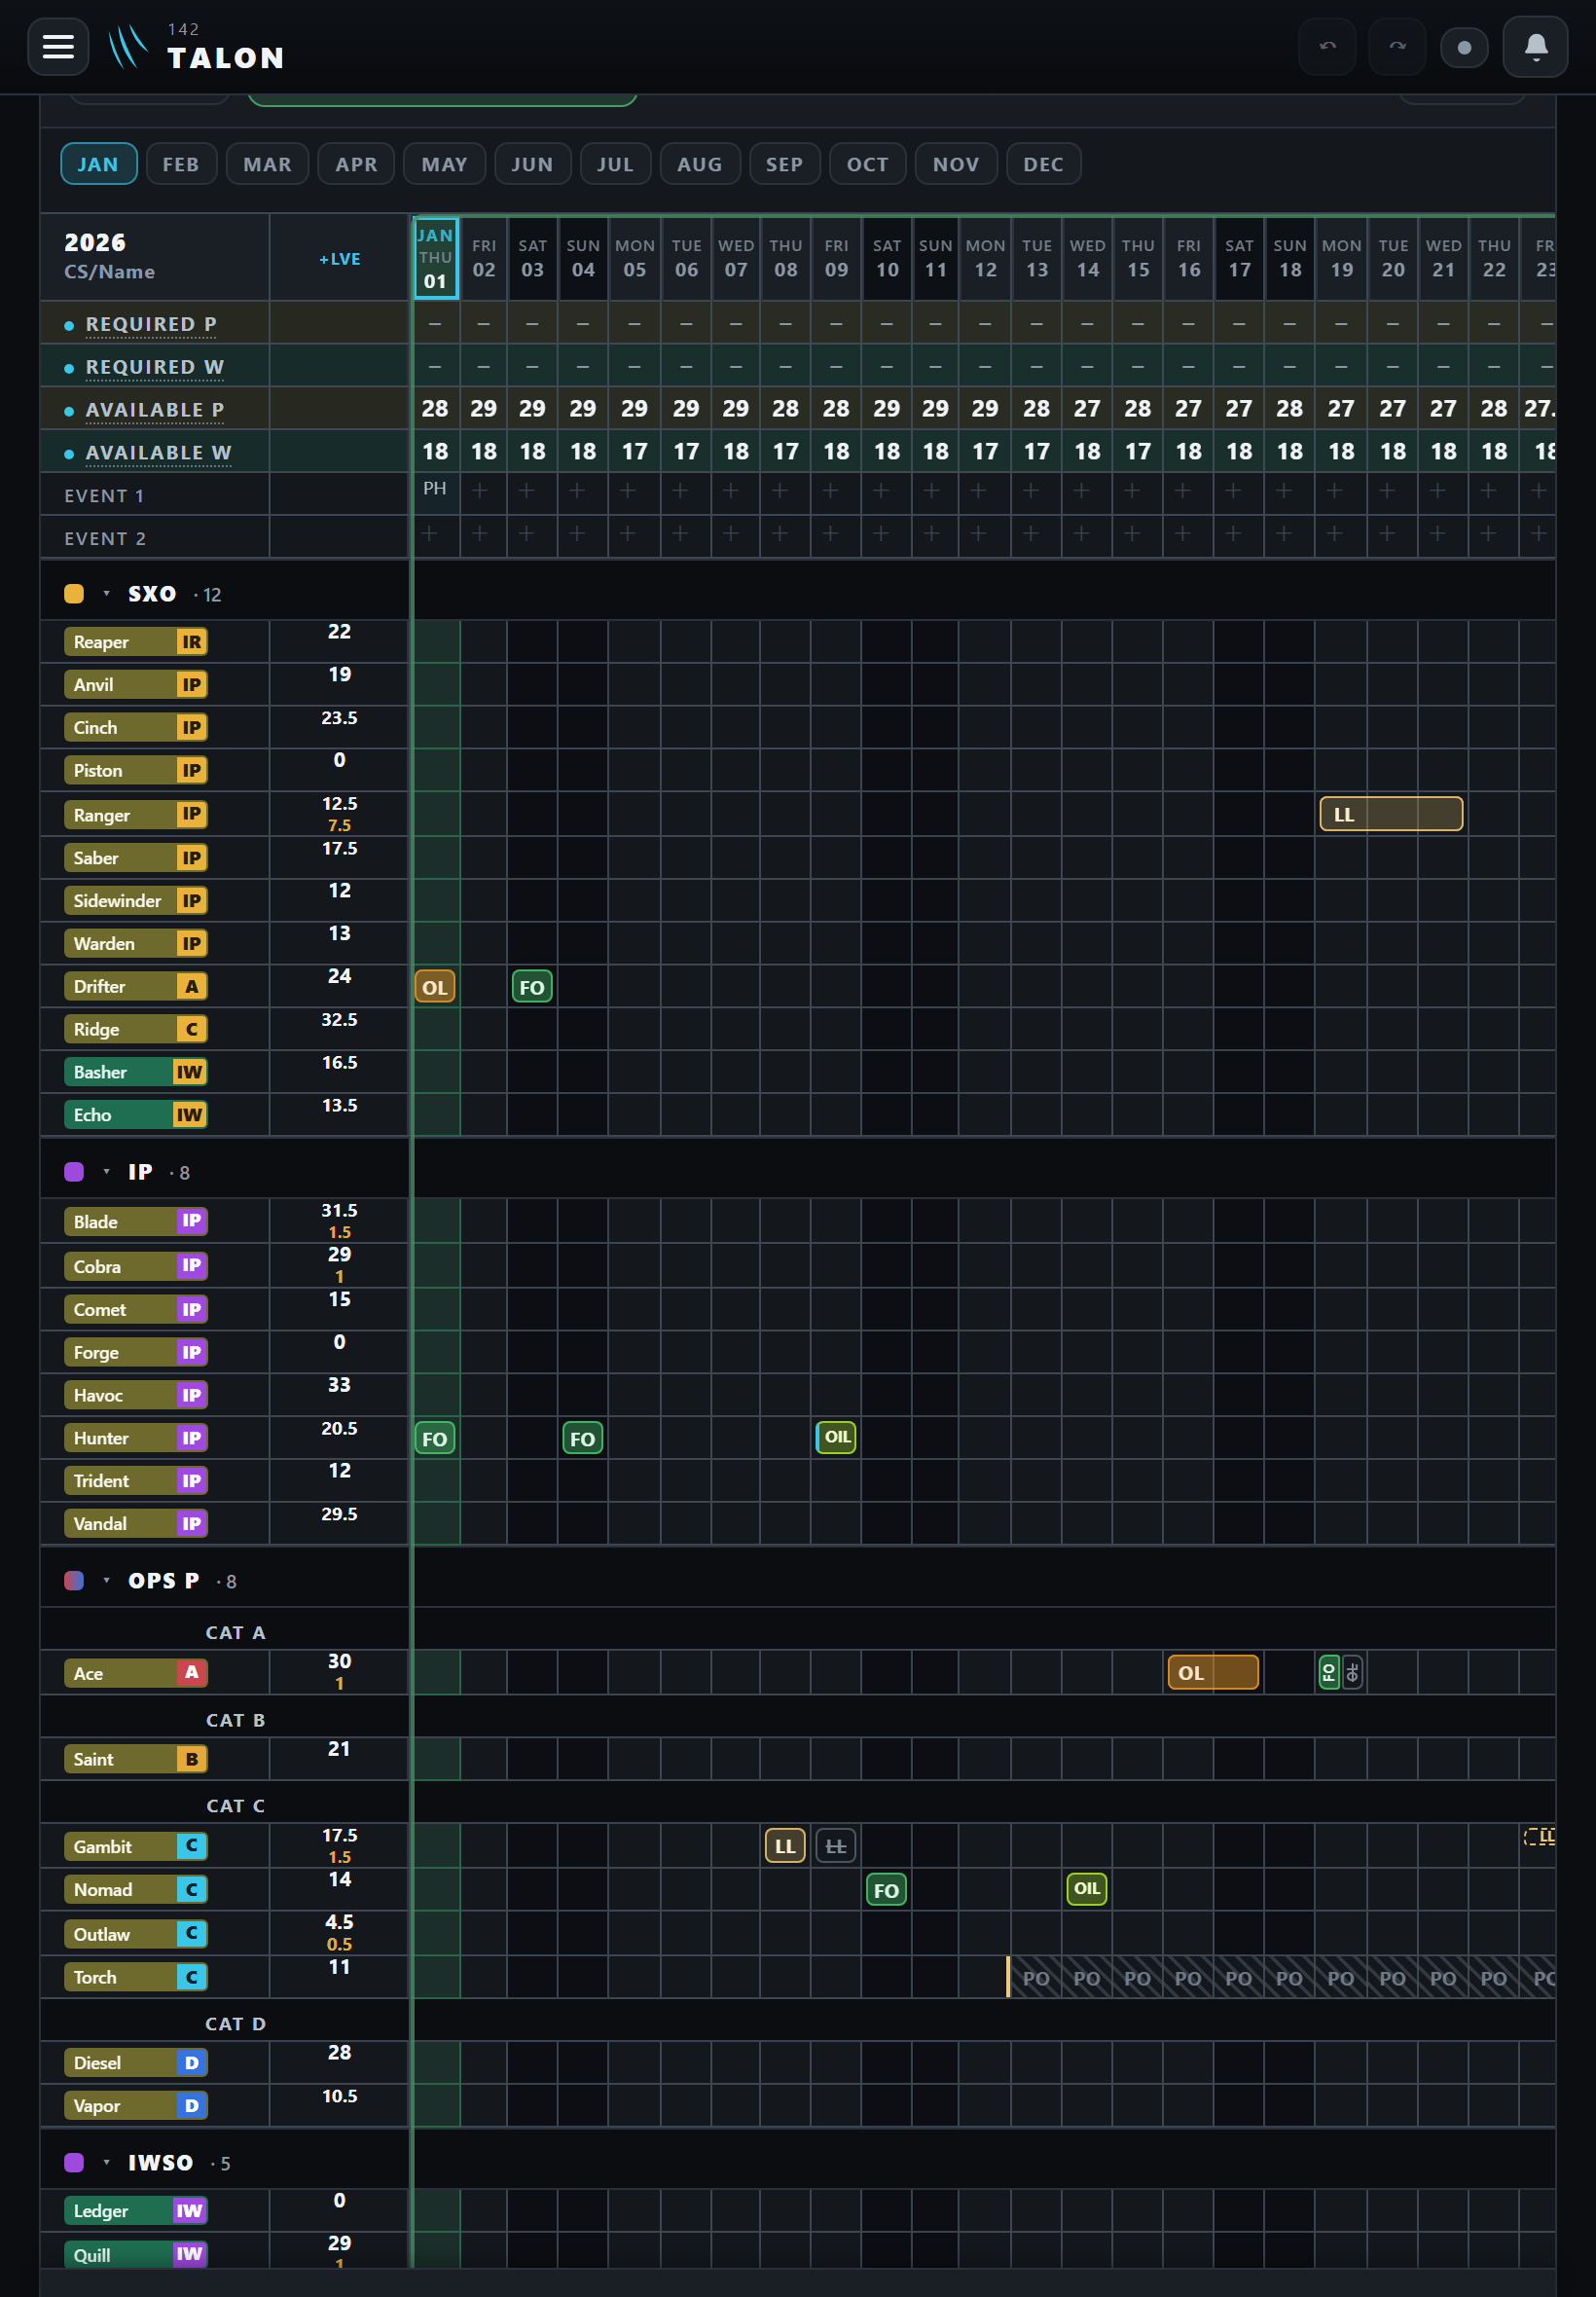 142
TALON
JAN FEB MAR APR MAY JUN JUL AUG SEP OCT NOV DEC
2026
CS/Name
+LVE
JAN THU 01 FRI 02 SAT 03 SUN 04 MON 05 TUE 06 WED 07 THU 08 FRI 09 SAT 10 SUN 11 MON 12 TUE 13 WED 14 THU 15 FRI 16 SAT 17 SUN 18 MON 19 TUE 20 WED 21 THU 22 FR 23
REQUIRED P – – – – – – – – – – – – – – – – – – – – – – –
REQUIRED W – – – – – – – – – – – – – – – – – – – – – – –
AVAILABLE P 28 29 29 29 29 29 29 28 28 29 29 29 28 27 28 27 27 28 27 27 27 28 27.
AVAILABLE W 18 18 18 18 17 17 18 17 18 18 18 17 17 18 17 18 18 18 18 18 18 18 18
EVENT 1 PH + + + + + + + + + + + + + + + + + + + + + +
EVENT 2 + + + + + + + + + + + + + + + + + + + + + + +
SXO · 12
Reaper IR 22
Anvil IP 19
Cinch IP 23.5
Piston IP 0
Ranger IP 12.5 LL
7.5
Saber IP 17.5
Sidewinder IP 12
Warden IP 13
Drifter A 24 OL FO
Ridge C 32.5
Basher IW 16.5
Echo IW 13.5
IP · 8
Blade IP 31.5
1.5
Cobra IP 29
1
Comet IP 15
Forge IP 0
Havoc IP 33
Hunter IP 20.5 FO FO OIL
Trident IP 12
Vandal IP 29.5
OPS P · 8
CAT A
Ace A 30 OL FO OL
1
CAT B
Saint B 21
CAT C
Gambit C 17.5 LL LL LL
1.5
Nomad C 14 FO OIL
Outlaw C 4.5
0.5
Torch C 11 PO PO PO PO PO PO PO PO PO PO PO
CAT D
Diesel D 28
Vapor D 10.5
IWSO · 5
Ledger IW 0
Quill IW 29
1